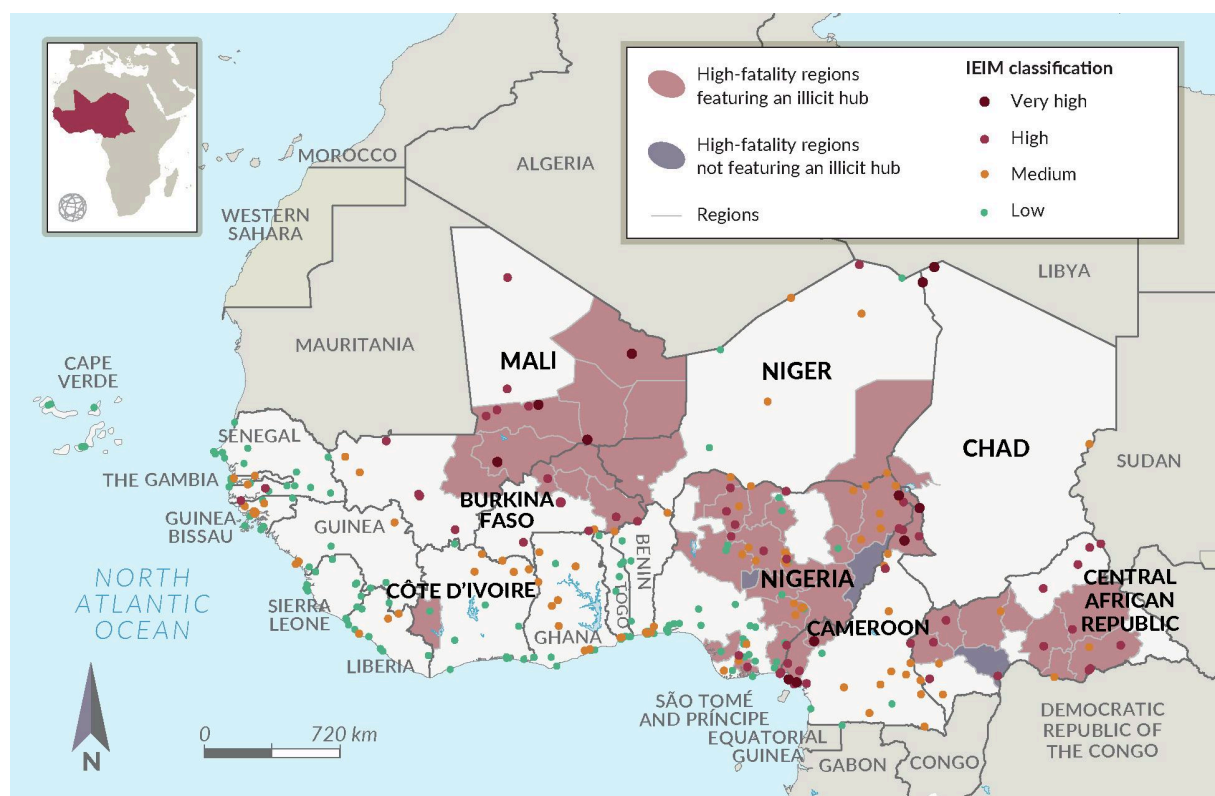 High-fatality regions
featuring an illicit hub
High-fatality regions
not featuring an illicit hub
Regions
IEIM classification
Very high
High
Medium
Low
MOROCCO
ALGERIA
WESTERN
SAHARA
LIBYA
MAURITANIA
CAPE
VERDE
MALI
NIGER
CHAD
SENEGAL
SUDAN
THE GAMBIA
BURKINA
FASO
GUINEA-
BISSAU
GUINEA
BENIN
NORTH
ATLANTIC
OCEAN
CÔTE D'IVOIRE
NIGERIA
CENTRAL
AFRICAN
REPUBLIC
SIERRA
LEONE
TOGO
CAMEROON
GHANA
LIBERIA
SÃO TOMÉ
AND PRÍNCIPE
EQUATORIAL
GUINEA
DEMOCRATIC
REPUBLIC OF
THE CONGO
GABON
CONGO
0 720 km
N